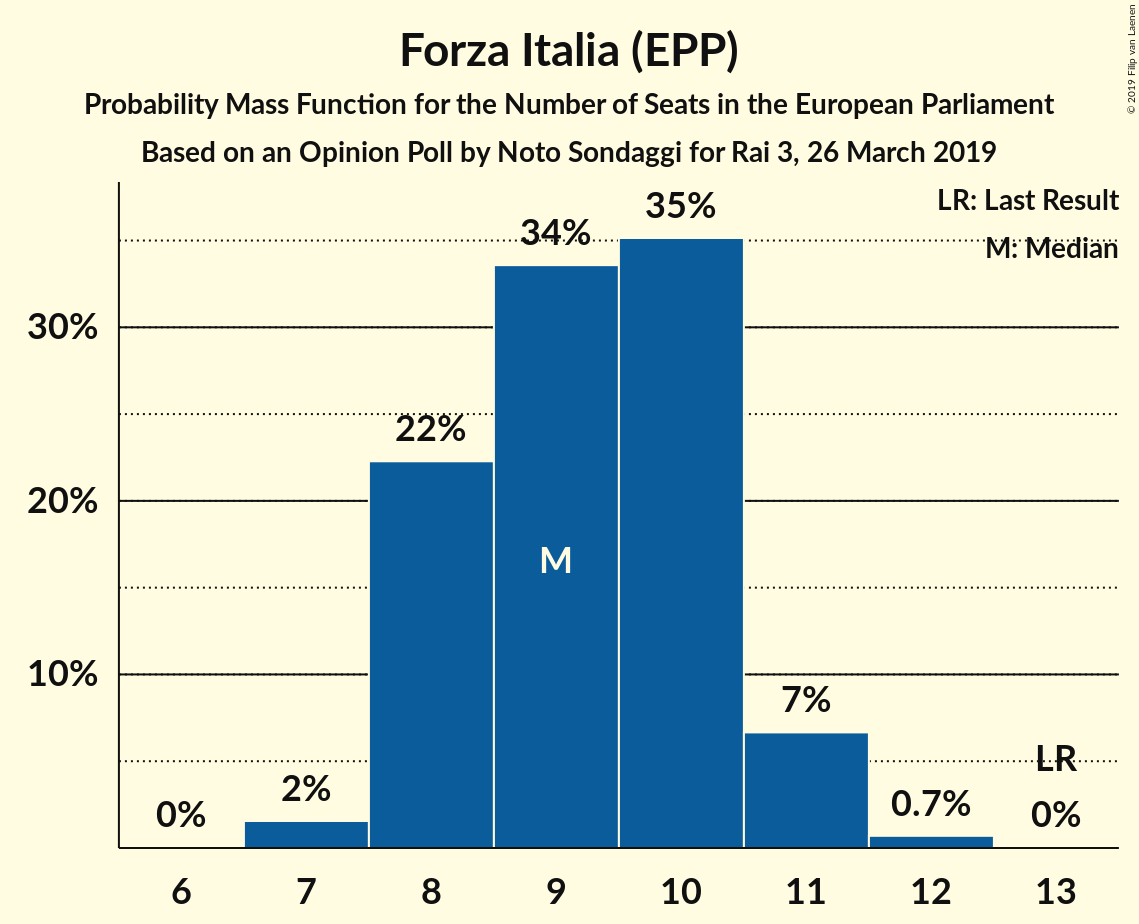 Forza Italia (EPP)
Probability Mass Function for the Number of Seats in the European Parliament
Based on an Opinion Poll by Noto Sondaggi for Rai 3, 26 March 2019
© 2019 Filip van Laenen
LR: Last Result
M: Median
35%
34%
30%
22%
20%
M
10%
7%
LR
2%
0.7%
0%
0%
6 7 8 9 10 11 12 13